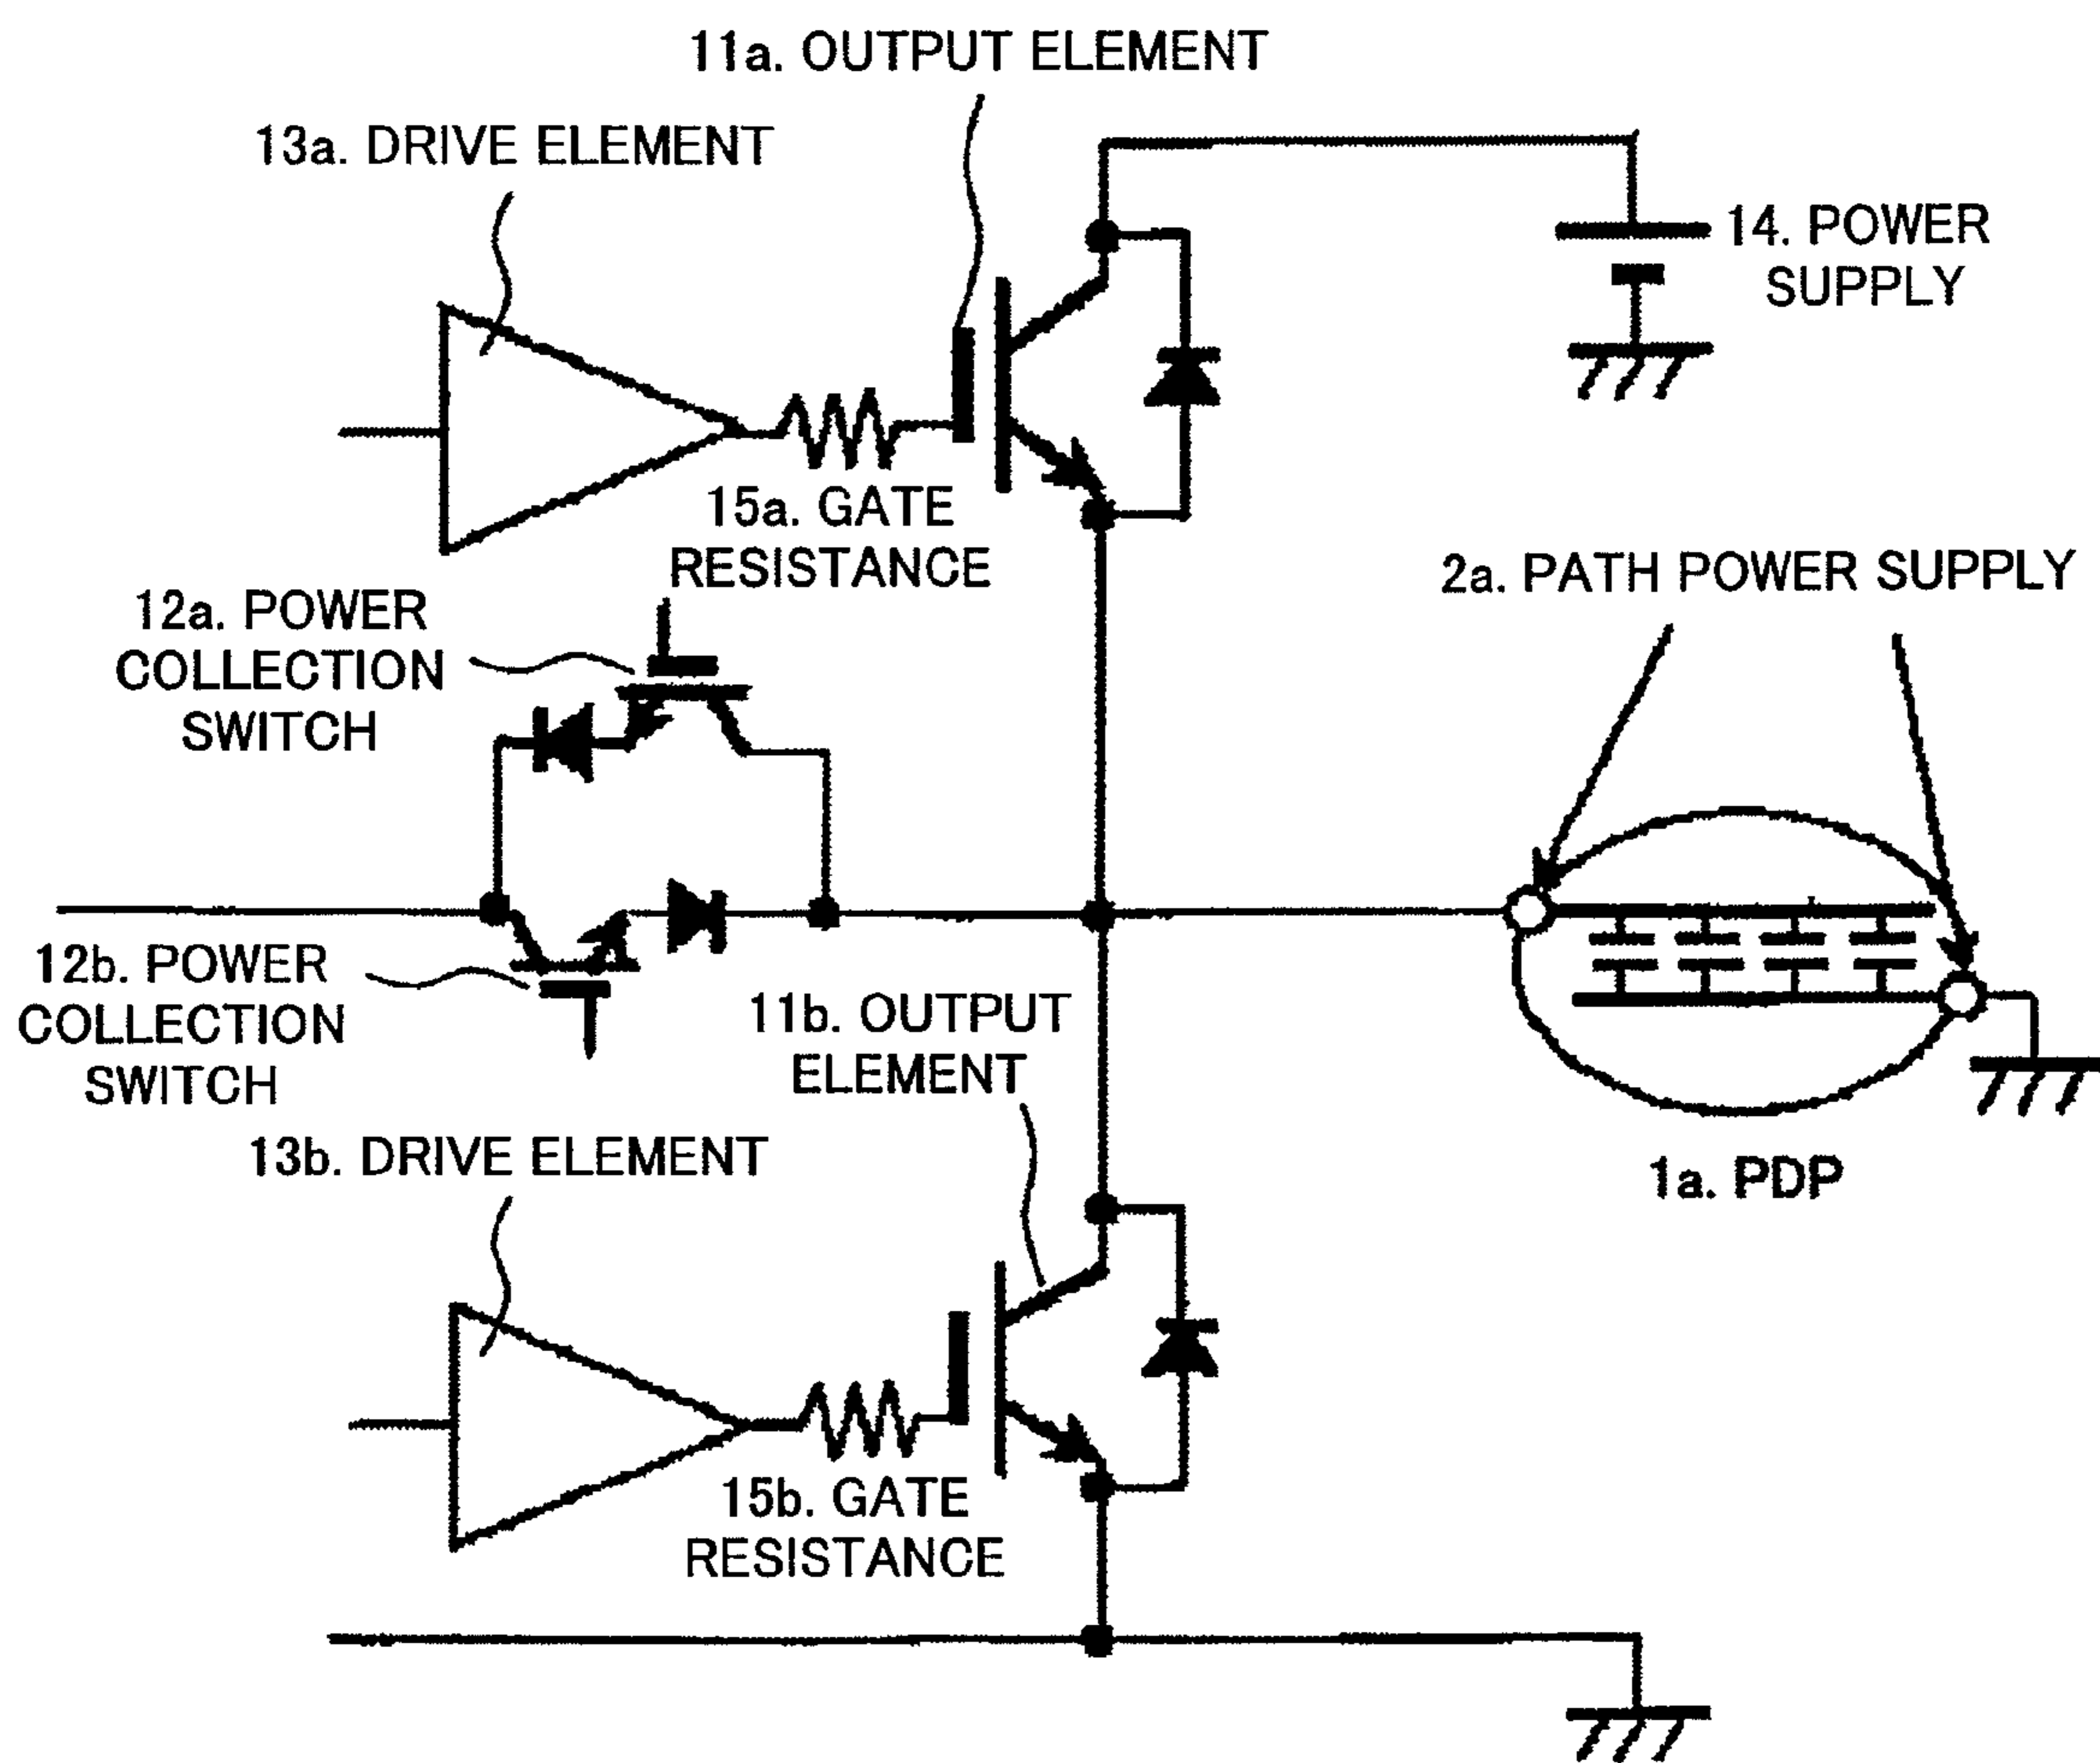 11a. OUTPUT ELEMENT
13a. DRIVE ELEMENT
14. POWER
SUPPLY
15a. GATE
RESISTANCE
2a. PATH POWER SUPPLY
12a. POWER
COLLECTION
SWITCH
12b. POWER
COLLECTION
SWITCH
11b. OUTPUT
ELEMENT
13b. DRIVE ELEMENT
1a. PDP
15b. GATE
RESISTANCE